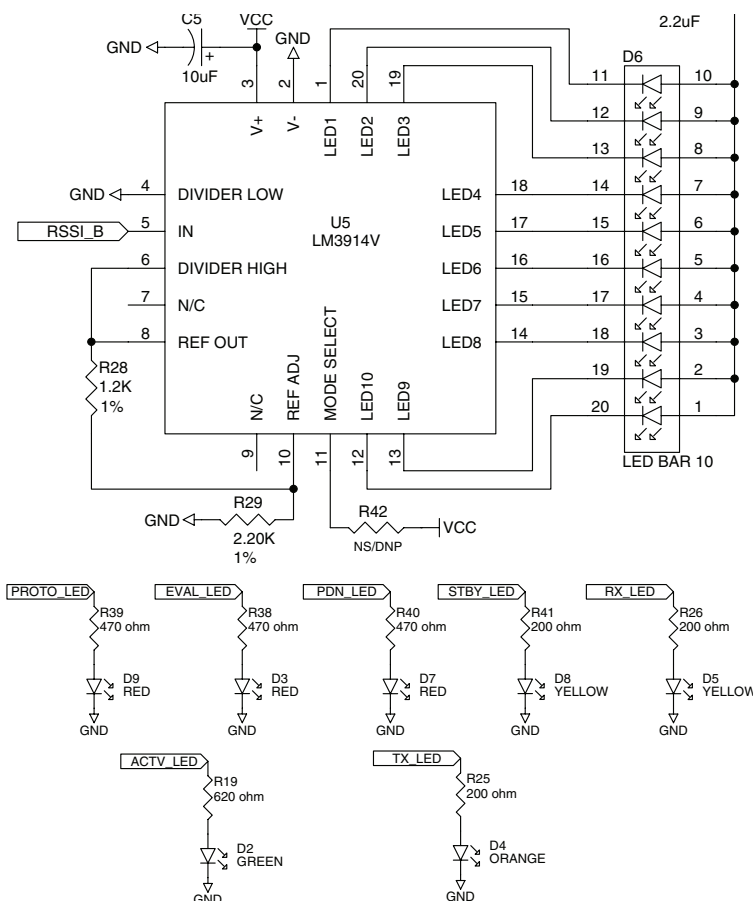 C5
VCC
2.2uF
GND
GND
10uF
D6
3
2
1
20
19
V+
V-
LED1
LED2
LED3
11
10
12
9
13
8
GND
4
DIVIDER LOW
LED4
18
14
7
RSSI_B
5
IN
U5
LM3914V
LED5
17
15
6
6
DIVIDER HIGH
LED6
16
16
5
7
N/C
LED7
15
17
4
8
REF OUT
LED8
14
18
3
R28
1.2K
1%
19
2
20
1
N/C
REF ADJ
MODE SELECT
LED10
LED9
9
10
11
12
13
LED BAR 10
GND
R29
2.20K
1%
R42
NS/DNP
VCC
PROTO_LED
EVAL_LED
PDN_LED
STBY_LED
RX_LED
R39
470 ohm
R38
470 ohm
R40
470 ohm
R41
200 ohm
R26
200 ohm
D9
RED
D3
RED
D7
RED
D8
YELLOW
D5
YELLOW
GND
GND
GND
GND
GND
ACTV_LED
TX_LED
R19
620 ohm
R25
200 ohm
D2
GREEN
D4
ORANGE
GND
GND